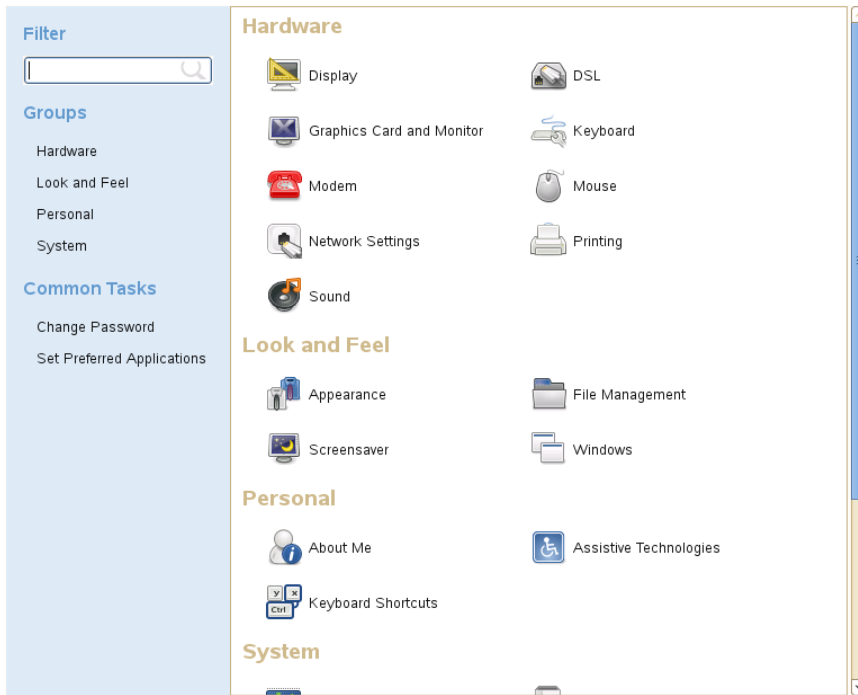 Filter
Groups
Hardware
Look and Feel
Personal
System
Common Tasks
Change Password
Set Preferred Applications
Hardware
Display
DSL
Graphics Card and Monitor
Keyboard
Modem
Mouse
Network Settings
Printing
Sound
Look and Feel
Appearance
File Management
Screensaver
Windows
Personal
About Me
Assistive Technologies
y x
Ctrl
Keyboard Shortcuts
System